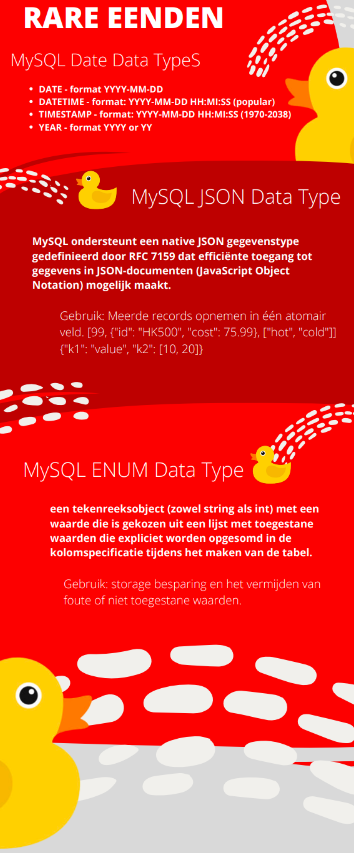 RARE EENDEN
MySQL Date Data TypeS
• DATE - format YYYY-MM-DD
• DATETIME - format: YYYY-MM-DD HH:MI:SS (populair)
• TIMESTAMP - format: YYYY-MM-DD HH:MI:SS (1970-2038)
• YEAR - format YYYY or YY
MySQL JSON Data Type
MySQL ondersteunt een native JSON gegevenstype
gedefinieerd door RFC 7159 dat efficiënte toegang tot
gegevens in JSON-documenten (JavaScript Object
Notation) mogelijk maakt.
Gebruik: Meerde records opnemen in één atomair
veld. [99, {"id": "HK500", "cost": 75.99}, ["hot", "cold"]]
{"k1": "value", "k2": [10, 20]}
MySQL ENUM Data Type
een tekenreeksobject (zowel string als int) met een
waarde die is gekozen uit een lijst met toegestane
waarden die expliciet worden opgesomd in de
kolomspecificatie tijdens het maken van de tabel.
Gebruik: storage besparing en het vermijden van
foute of niet toegestane waarden.